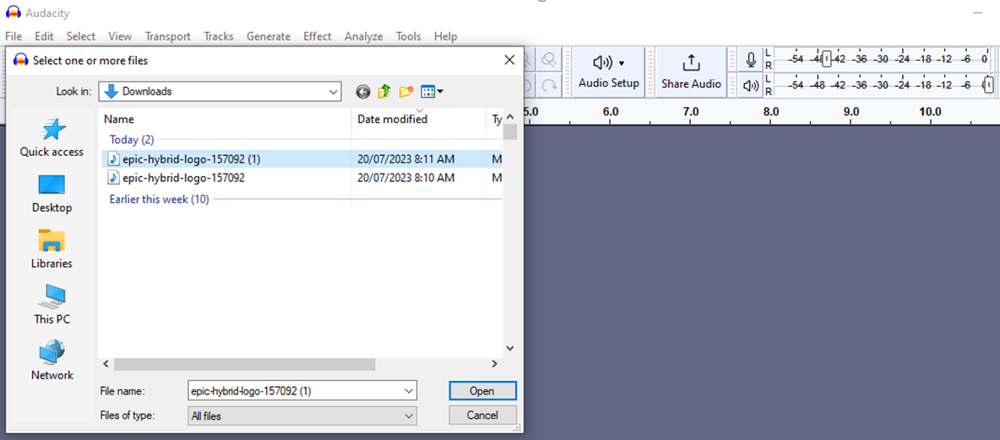 Audacity
File Edit Select View Transport Tracks Generate Effect Analyze Tools Help
Select one or more files
Look in: Downloads
Quick access
Desktop
Libraries
This PC
Network
Name Date modified Ty
Today (2)
epic-hybrid-logo-157092 (1) 20/07/2023 8:11 AM M
epic-hybrid-logo-157092 20/07/2023 8:10 AM M
Earlier this week (10)
File name: epic-hybrid-logo-157092 (1) Open
Files of type: All files Cancel
Audio Setup
Share Audio
L
R
-54 -48 -42 -36 -30 -24 -18 -12 -6 0
L
R
-54 -48 -42 -36 -30 -24 -18 -12 -6
5.0 6.0 7.0 8.0 9.0 10.0